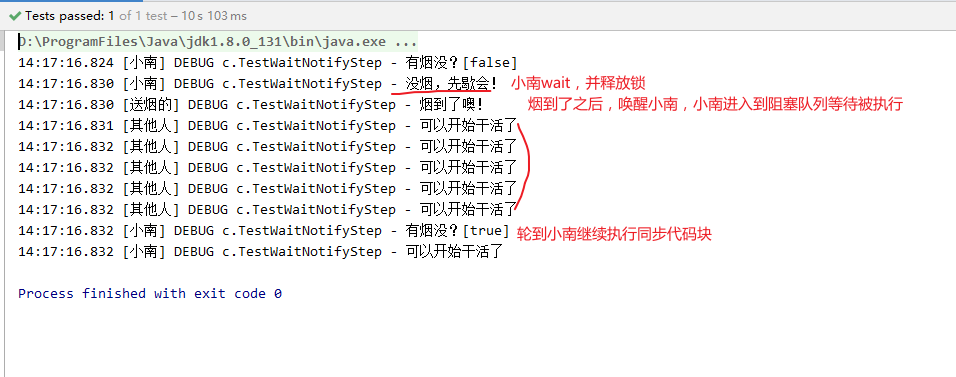 Tests passed: 1 of 1 test – 10 s 103 ms
D:\ProgramFiles\Java\jdk1.8.0_131\bin\java.exe ...
14:17:16.824 [小南] DEBUG c.TestWaitNotifyStep - 有烟没？[false]
14:17:16.830 [小南] DEBUG c.TestWaitNotifyStep - 没烟，先歇会！ 小南wait，并释放锁
14:17:16.830 [送烟的] DEBUG c.TestWaitNotifyStep - 烟到了噢！ 烟到了之后，唤醒小南，小南进入到阻塞队列等待被执行
14:17:16.831 [其他人] DEBUG c.TestWaitNotifyStep - 可以开始干活了
14:17:16.832 [其他人] DEBUG c.TestWaitNotifyStep - 可以开始干活了
14:17:16.832 [其他人] DEBUG c.TestWaitNotifyStep - 可以开始干活了
14:17:16.832 [其他人] DEBUG c.TestWaitNotifyStep - 可以开始干活了
14:17:16.832 [其他人] DEBUG c.TestWaitNotifyStep - 可以开始干活了
14:17:16.832 [小南] DEBUG c.TestWaitNotifyStep - 有烟没？[true] 轮到小南继续执行同步代码块
14:17:16.832 [小南] DEBUG c.TestWaitNotifyStep - 可以开始干活了
Process finished with exit code 0